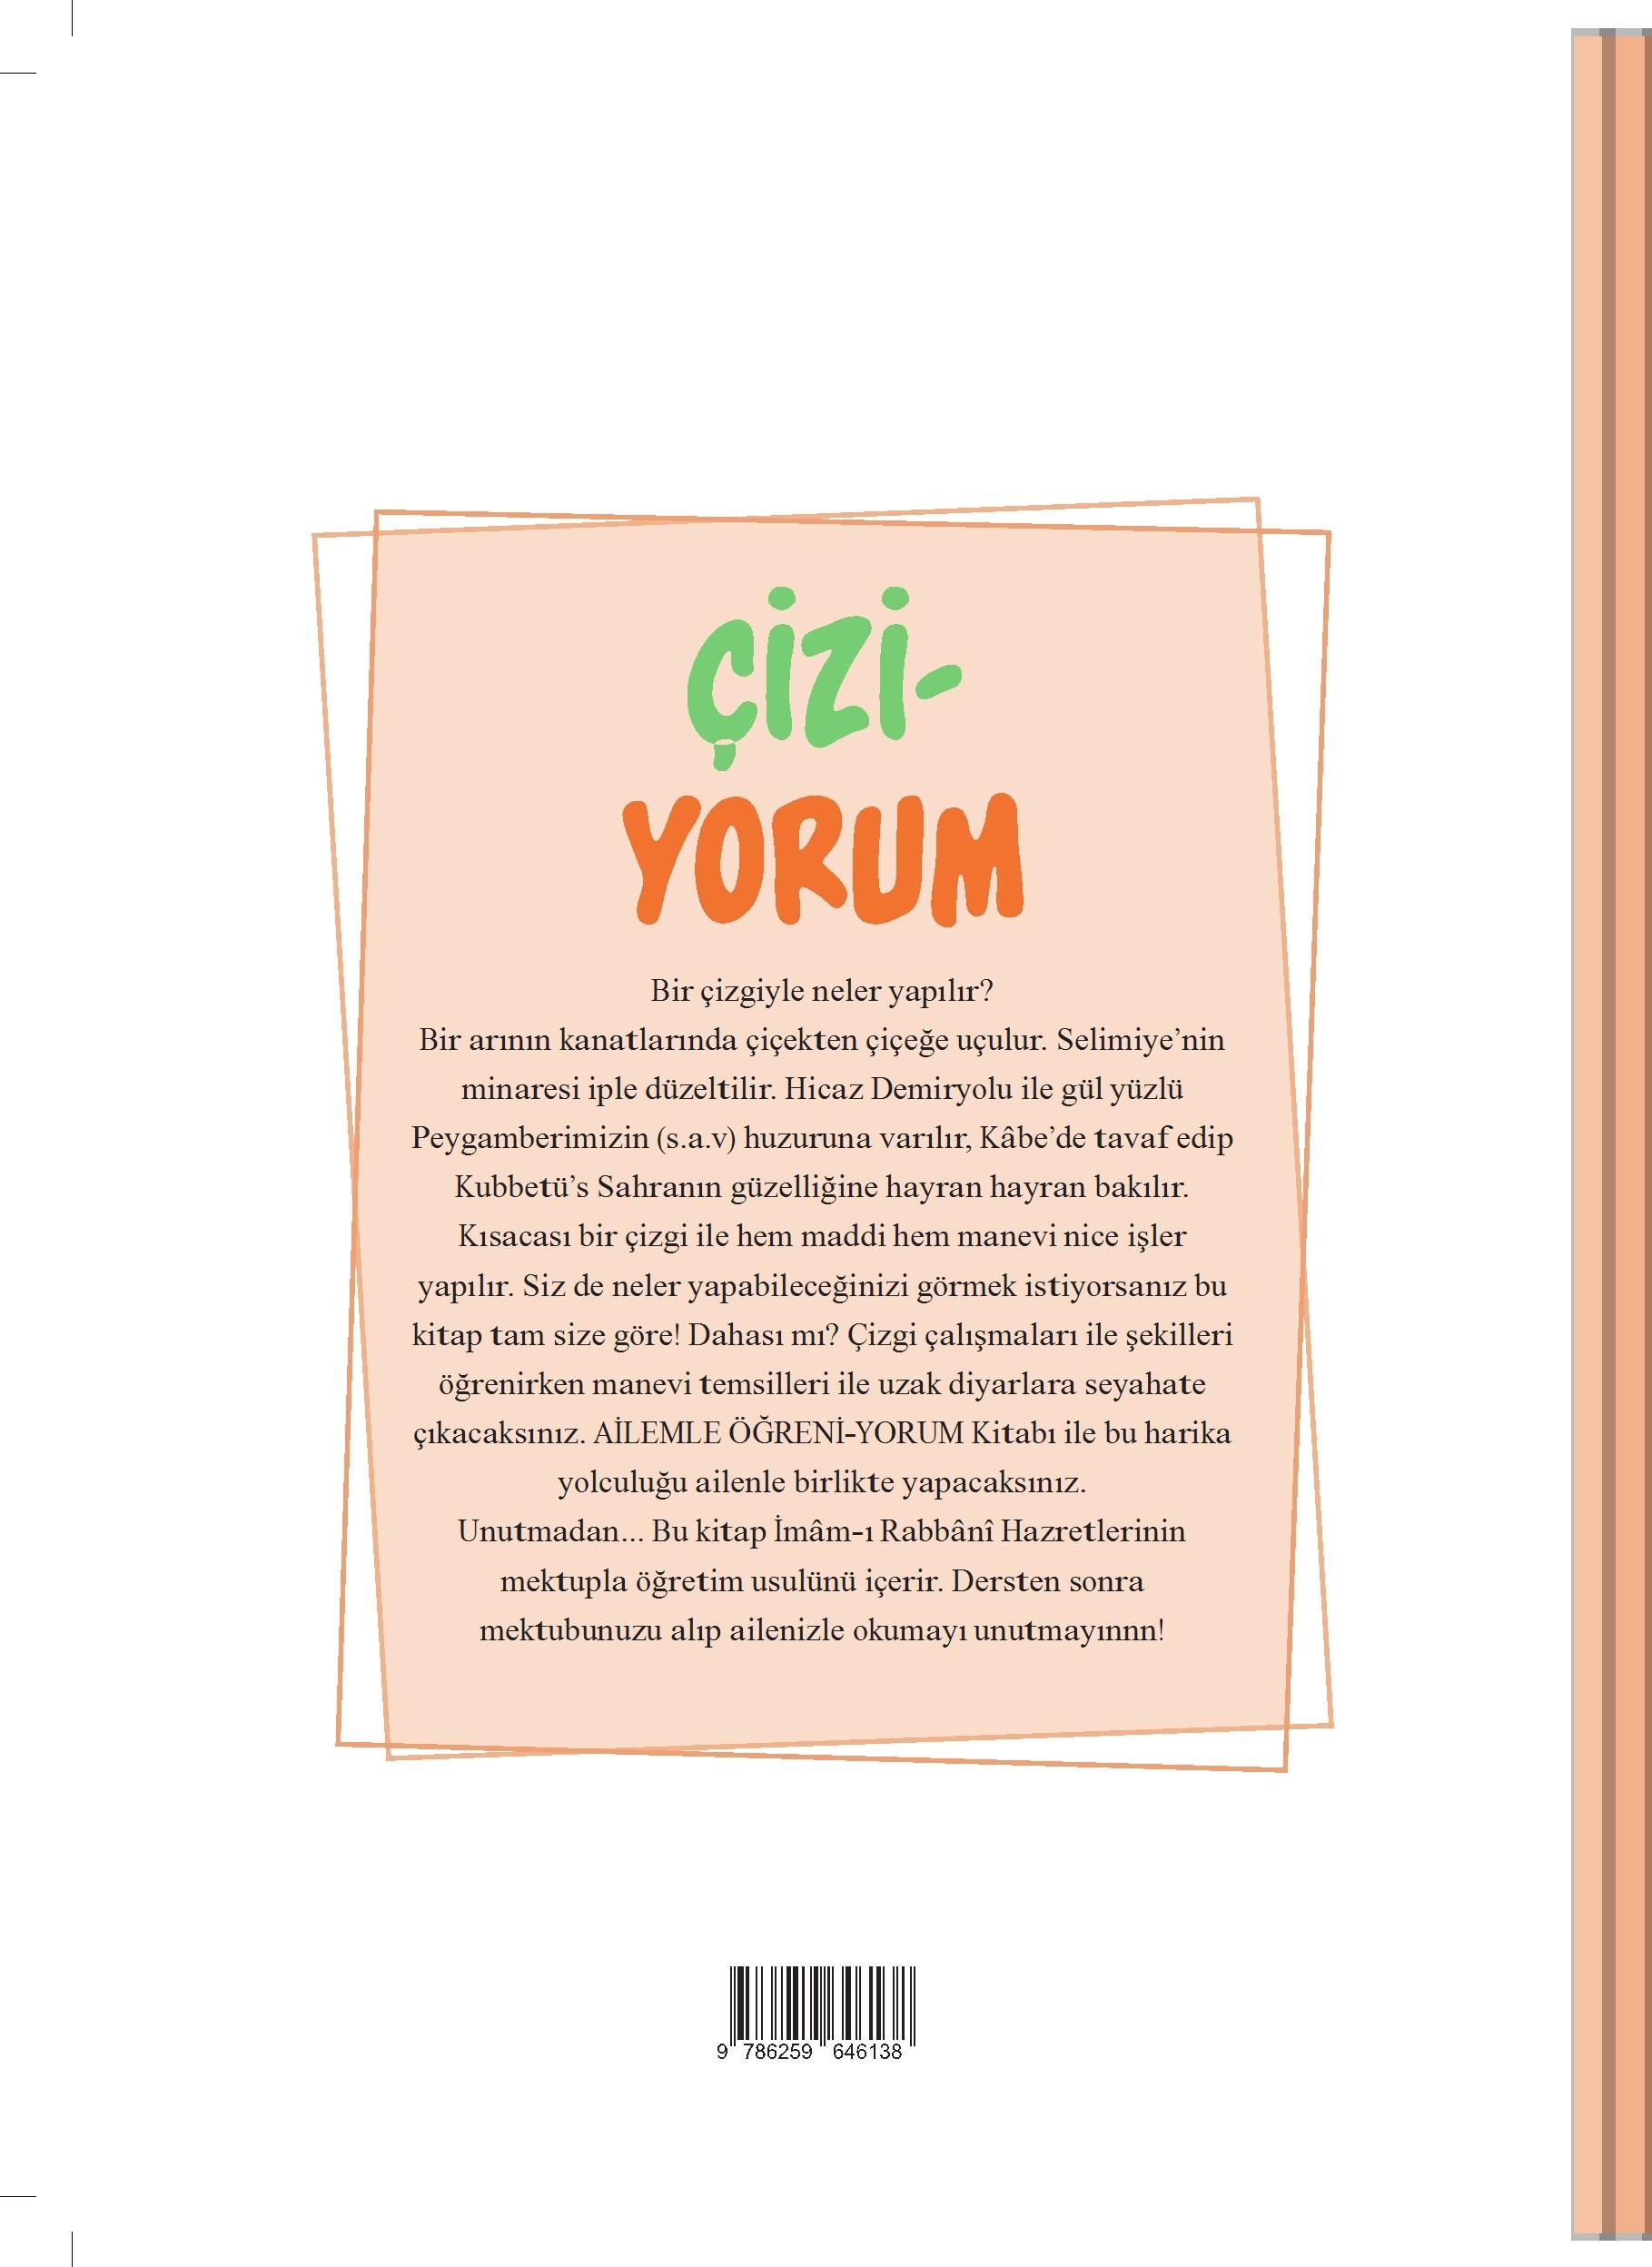 ÇİZİ-
YORUM
Bir çizgiyle neler yapılır?
Bir arının kanatlarında çiçekten çiçeğe uçulur. Selimiye’nin
minaresi iple düzeltilir. Hicaz Demiryolu ile gül yüzlü
Peygamberimizin (s.a.v) huzuruna varılır, Kâbe’de tavaf edip
Kubbetü’s Sahranın güzelliğine hayran hayran bakılır.
Kısacası bir çizgi ile hem maddi hem manevi nice işler
yapılır. Siz de neler yapabileceğinizi görmek istiyorsanız bu
kitap tam size göre! Dahası mı? Çizgi çalışmaları ile şekilleri
öğrenirken manevi temsilleri ile uzak diyarlara seyahate
çıkacaksınız. AİLEMLE ÖĞRENİ-YORUM Kitabı ile bu harika
yolculuğu ailenle birlikte yapacaksınız.
Unutmadan... Bu kitap İmâm-ı Rabbânî Hazretlerinin
mektupla öğretim usulünü içerir. Dersten sonra
mektubunuzu alıp ailenizle okumayı unutmayınnn!
9 786259 646138